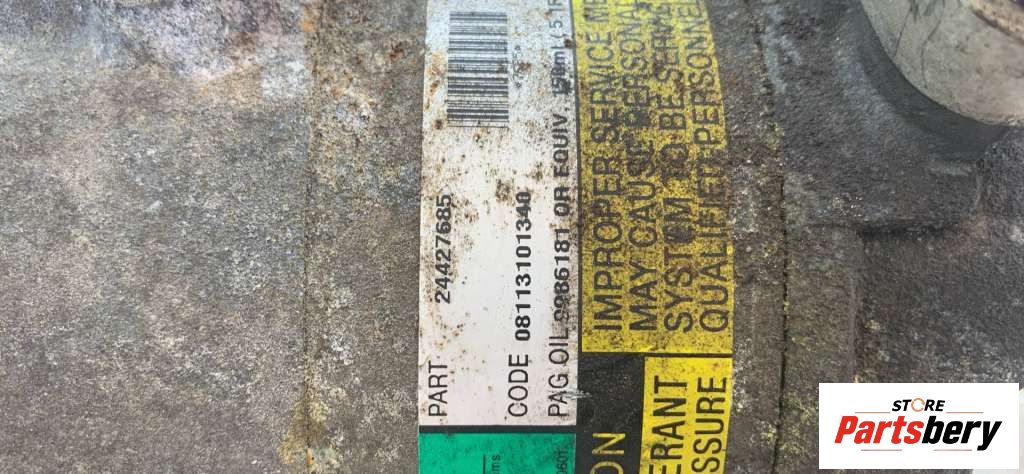 PART 24427685
CODE 08113101340
PAG OIL 9986181 OR EQUIV.
IMPROPER SERVICE
MAY CAUSE PERSONAL
SYSTEM TO BE SERVICE
QUALIFIED PERSONNEL
ON
ERANT
SSURE
STORE
Partsbery